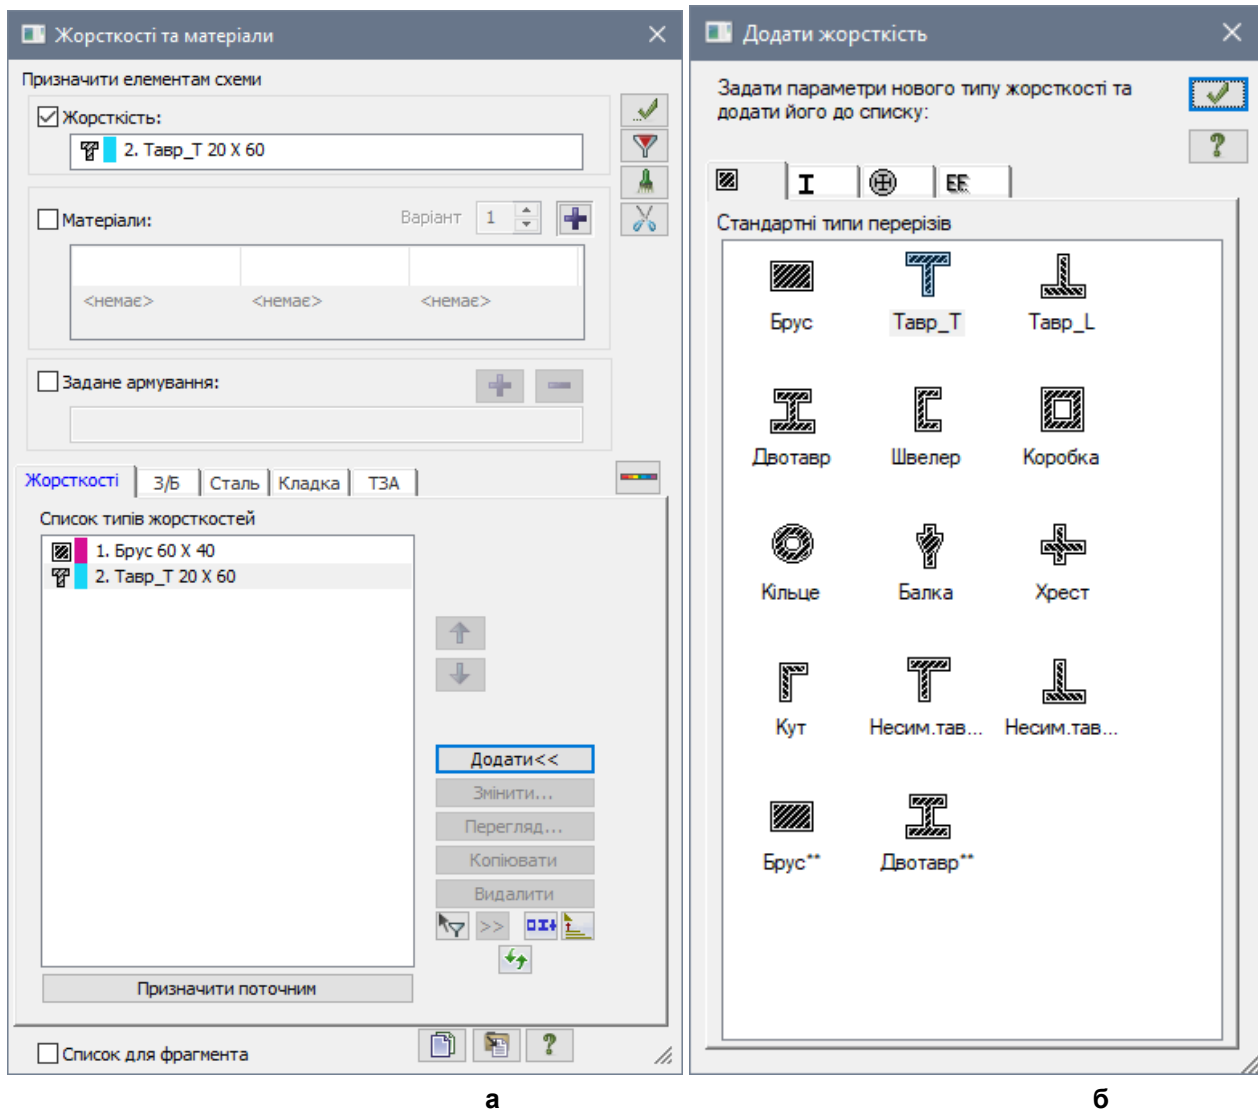 Жорсткості та матеріали
Призначити елементам схеми
Жорсткість:
2. Тавр_Т 20 X 60
Матеріали:
Варіант 1
<немає> <немає> <немає>
Задане армування:
Жорсткості З/Б Сталь Кладка ТЗА
Список типів жорсткостей
1. Брус 60 X 40
2. Тавр_Т 20 X 60
Додати<<
Змінити...
Перегляд...
Копіювати
Видалити
>>
Призначити поточним
Список для фрагмента
а
Додати жорсткість
Задати параметри нового типу жорсткості та
додати його до списку:
Стандартні типи перерізів
Брус Тавр_Т Тавр_L
Двотавр Швелер Коробка
Кільце Балка Хрест
Кут Несим.тав... Несим.тав...
Брус** Двотавр**
б